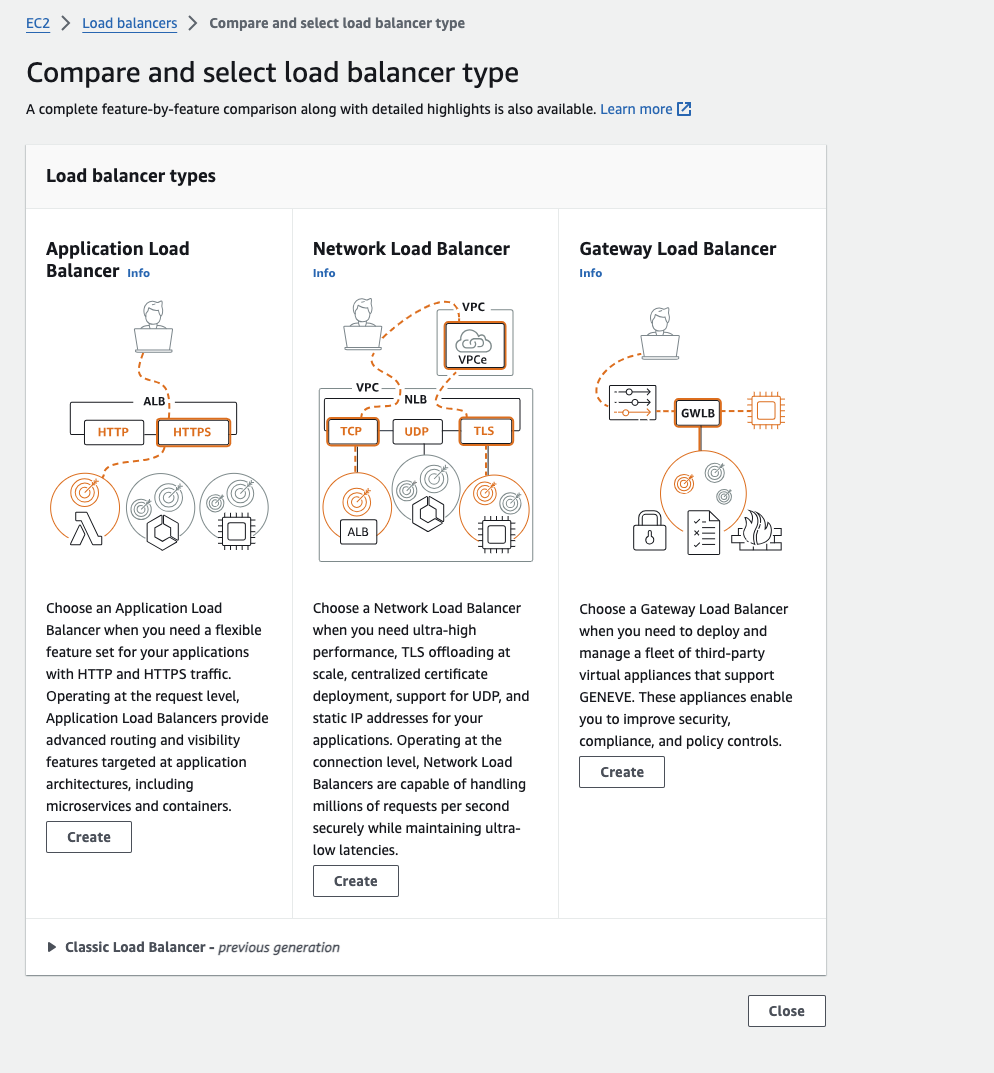 EC2 > Load balancers > Compare and select load balancer type
Compare and select load balancer type
A complete feature-by-feature comparison along with detailed highlights is also available. Learn more
Load balancer types
Application Load
Balancer Info
ALB
HTTP
HTTPS
Choose an Application Load
Balancer when you need a flexible
feature set for your applications
with HTTP and HTTPS traffic.
Operating at the request level,
Application Load Balancers provide
advanced routing and visibility
features targeted at application
architectures, including
microservices and containers.
Create
Network Load Balancer
Info
VPC
VPCe
VPC
NLB
TCP
UDP
TLS
ALB
Choose a Network Load Balancer
when you need ultra-high
performance, TLS offloading at
scale, centralized certificate
deployment, support for UDP, and
static IP addresses for your
applications. Operating at the
connection level, Network Load
Balancers are capable of handling
millions of requests per second
securely while maintaining ultra-
low latencies.
Create
Gateway Load Balancer
Info
GWLB
Choose a Gateway Load Balancer
when you need to deploy and
manage a fleet of third-party
virtual appliances that support
GENEVE. These appliances enable
you to improve security,
compliance, and policy controls.
Create
Classic Load Balancer - previous generation
Close